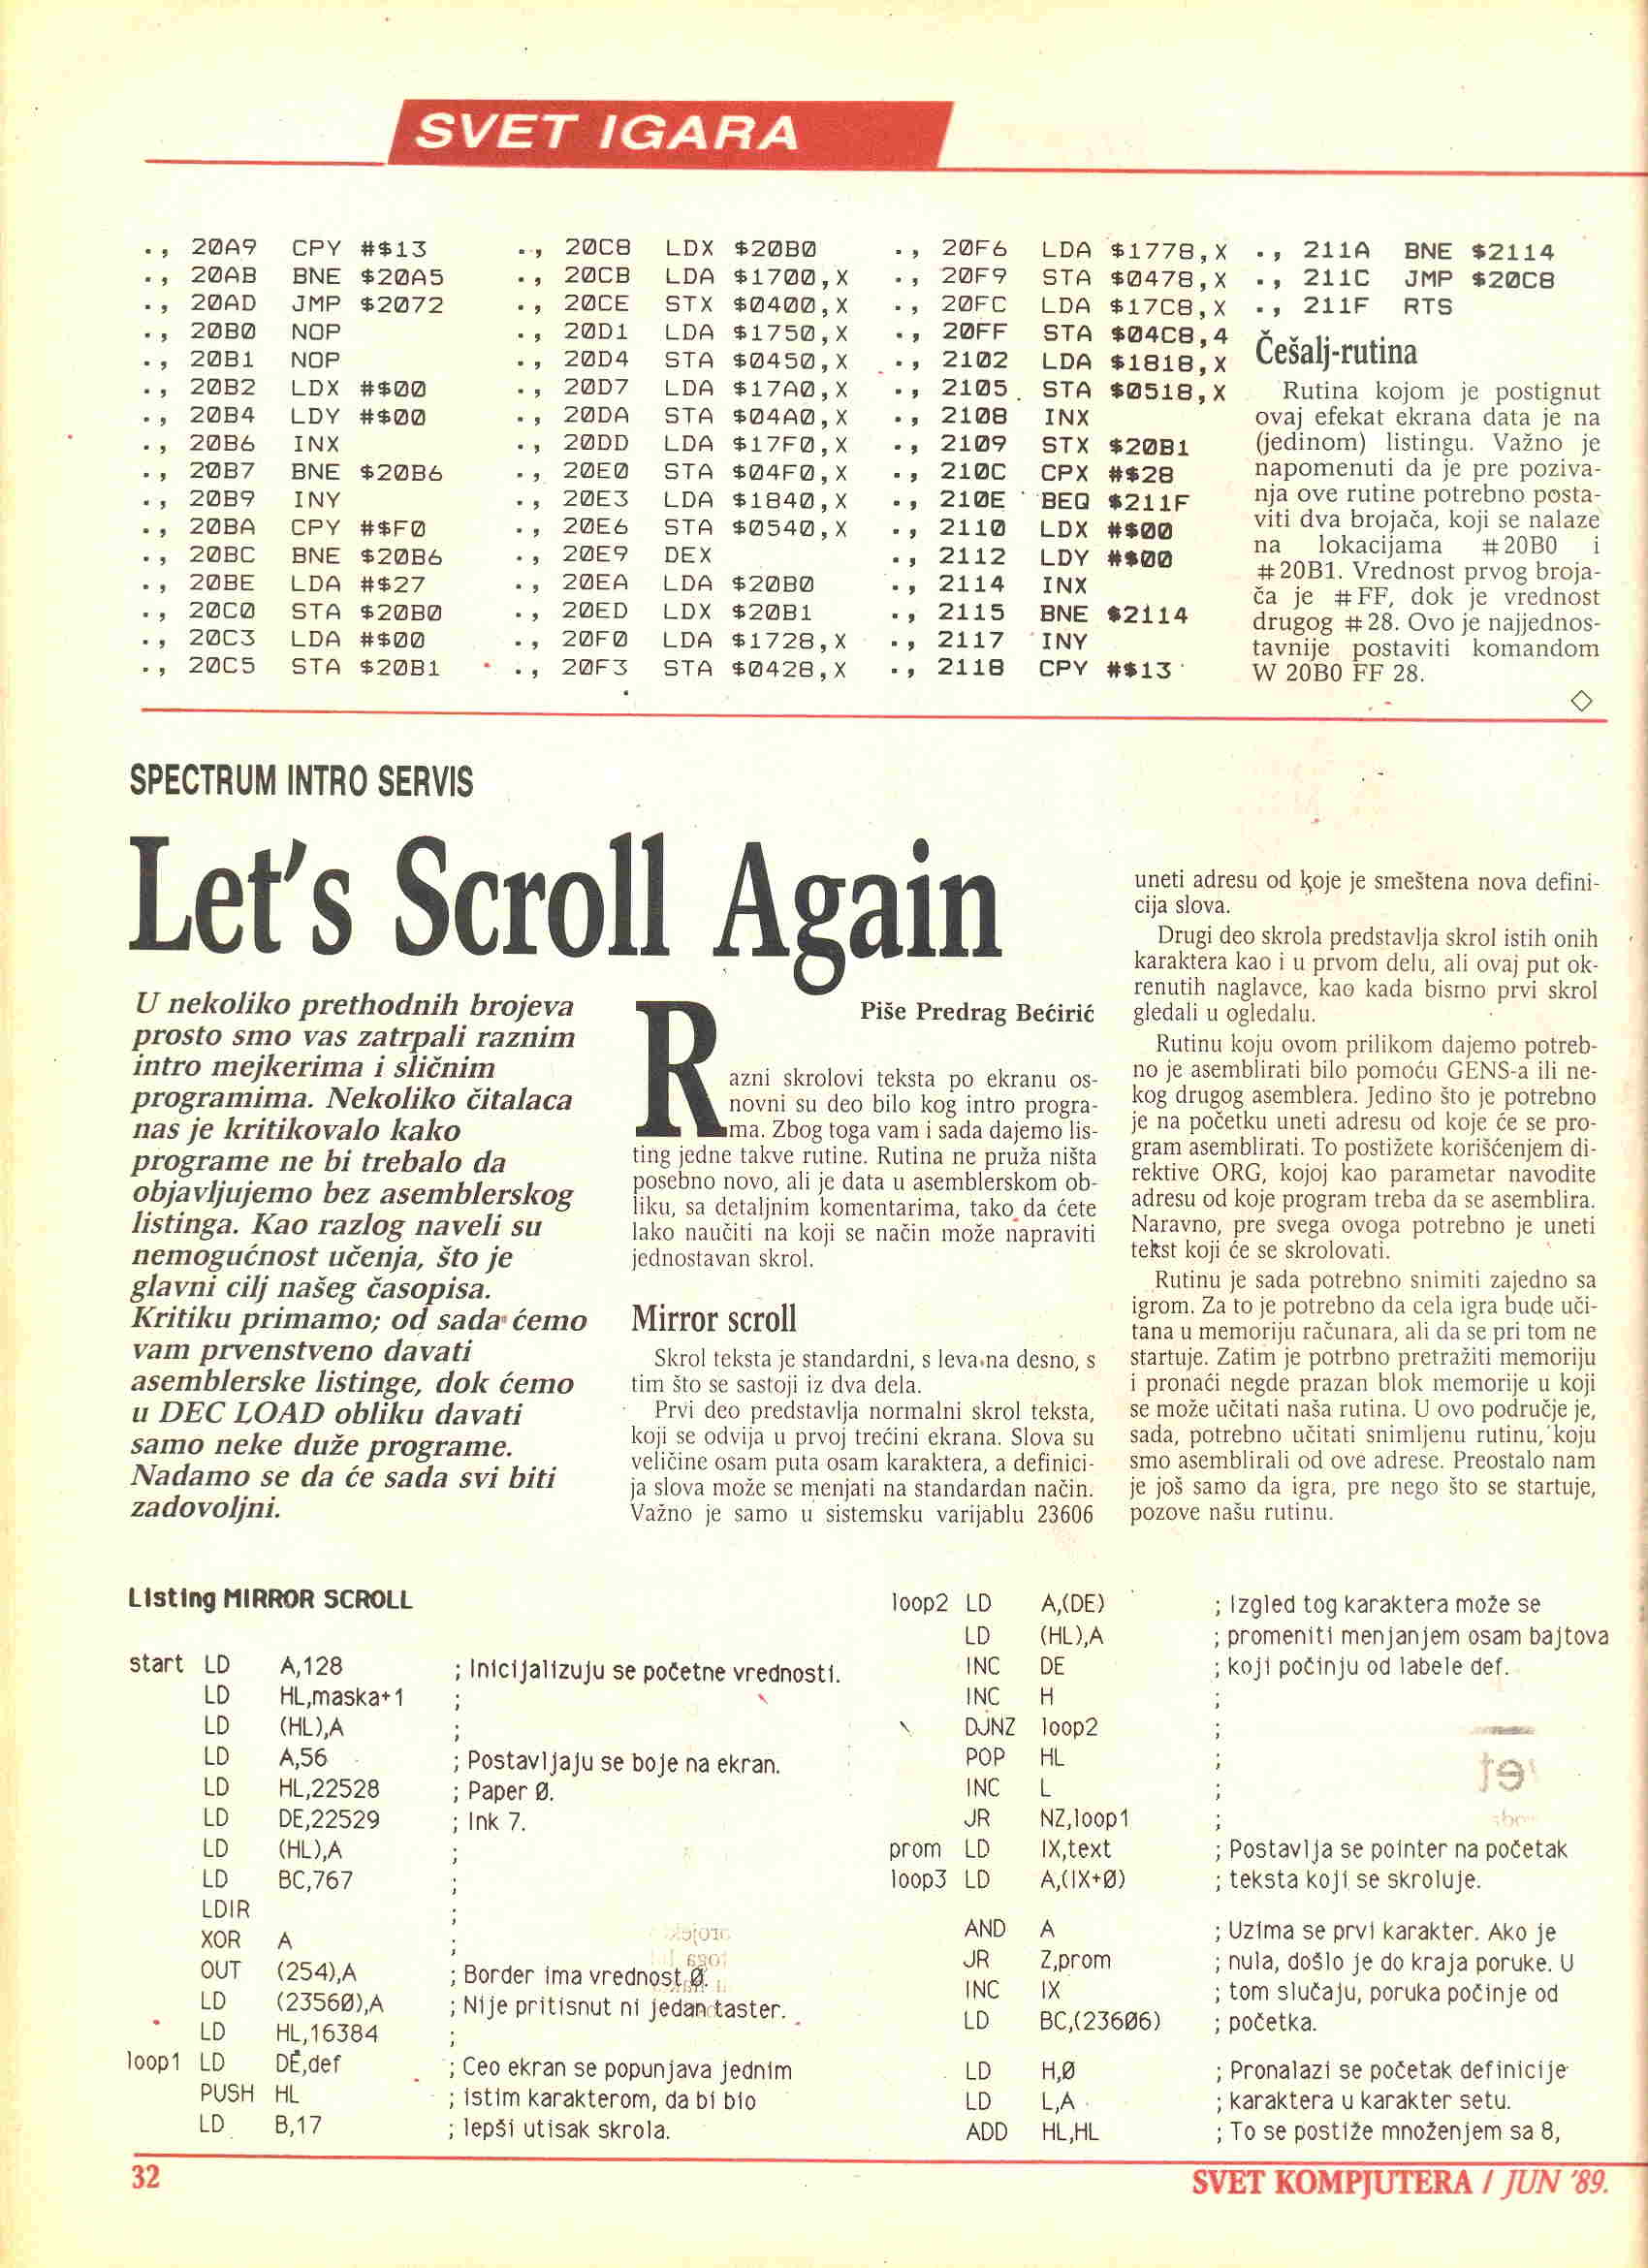 SVET IGARA
., 20A9 CPY #$13
., 20AB BNE $20A5
., 20AD JMP $2072
., 20B0 NOP
., 20B1 NOP
., 20B2 LDX #$00
., 20B4 LDY #$00
., 20B6 INX
., 20B7 BNE $20B6
., 20B9 INY
., 20BA CPY #$F0
., 20BC BNE $20B6
., 20BE LDA #$27
., 20C0 STA $20B0
., 20C3 LDA #$00
., 20C5 STA $20B1
., 20C8 LDX $20B0
., 20CB LDA $1700,X
., 20CE STX $0400,X
., 20D1 LDA $1750,X
., 20D4 STA $0450,X
., 20D7 LDA $17A0,X
., 20DA STA $04A0,X
., 20DD LDA $17F0,X
., 20E0 STA $04F0,X
., 20E3 LDA $1840,X
., 20E6 STA $0540,X
., 20E9 DEX
., 20EA LDA $20B0
., 20ED LDX $20B1
., 20F0 LDA $1728,X
., 20F3 STA $0428,X
., 20F6 LDA $1778,X
., 20F9 STA $0478,X
., 20FC LDA $17C8,X
., 20FF STA $04C8,4
., 2102 LDA $1818,X
., 2105 STA $0518,X
., 2108 INX
., 2109 STX $20B1
., 210C CPX #$28
., 210E BEQ $211F
., 2110 LDX #$00
., 2112 LDY #$00
., 2114 INX
., 2115 BNE $2114
., 2117 INY
., 2118 CPY #$13
., 211A BNE $2114
., 211C JMP $20C8
., 211F RTS
Češalj-rutina
Rutina kojom je postignut
ovaj efekat ekrana data je na
(jedinom) listingu. Važno je
napomenuti da je pre poziva-
nja ove rutine potrebno posta-
viti dva brojača, koji se nalaze
na lokacijama #20B0 i
#20B1. Vrednost prvog broja-
ča je #FF, dok je vrednost
drugog #28. Ovo je najjednos-
tavnije postaviti komandom
W 20B0 FF 28.
SPECTRUM INTRO SERVIS
Let's Scroll Again
U nekoliko prethodnih brojeva
prosto smo vas zatrpali raznim
intro mejkerima i sličnim
programima. Nekoliko čitalaca
nas je kritikovalo kako
programe ne bi trebalo da
objavljujemo bez asemblerskog
listinga. Kao razlog naveli su
nemogućnost učenja, što je
glavni cilj našeg časopisa.
Kritiku primamo; od sada ćemo
vam prvenstveno davati
asemblerske listinge, dok ćemo
u DEC LOAD obliku davati
samo neke duže programe.
Nadamo se da će sada svi biti
zadovoljni.
Piše Predrag Bećirić
Razni skrolovi teksta po ekranu os-
novni su deo bilo kog intro progra-
ma. Zbog toga vam i sada dajemo lis-
ting jedne takve rutine. Rutina ne pruža ništa
posebno novo, ali je data u asemblerskom ob-
liku, sa detaljnim komentarima, tako da ćete
lako naučiti na koji se način može napraviti
jednostavan skrol.
Mirror scroll
Skrol teksta je standardni, s leva na desno, s
tim što se sastoji iz dva dela.
Prvi deo predstavlja normalni skrol teksta,
koji se odvija u prvoj trećini ekrana. Slova su
veličine osam puta osam karaktera, a definici-
ja slova može se menjati na standardan način.
Važno je samo u sistemsku varijablu 23606
uneti adresu od koje je smeštena nova defini-
cija slova.
Drugi deo skrola predstavlja skrol istih onih
karaktera kao i u prvom delu, ali ovaj put ok-
renutih naglavce, kao kada bismo prvi skrol
gledali u ogledalu.
Rutinu koju ovom prilikom dajemo potreb-
no je asemblirati bilo pomoću GENS-a ili ne-
kog drugog asemblera. Jedino što je potrebno
je na početku uneti adresu od koje će se pro-
gram asemblirati. To postižete korišćenjem di-
rektive ORG, kojoj kao parametar navodite
adresu od koje program treba da se asemblira.
Naravno, pre svega ovoga potrebno je uneti
tekst koji će se skrolovati.
Rutinu je sada potrebno snimiti zajedno sa
igrom. Za to je potrebno da cela igra bude uči-
tana u memoriju računara, ali da se pri tom ne
startuje. Zatim je potrbno pretražiti memoriju
i pronaći negde prazan blok memorije u koji
se može učitati naša rutina. U ovo područje je,
sada, potrebno učitati snimljenu rutinu, koju
smo asemblirali od ove adrese. Preostalo nam
je još samo da igra, pre nego što se startuje,
pozove našu rutinu.
Listing MIRROR SCROLL
start LD A,128 ; Inicijalizuju se početne vrednosti.
LD HL,maska+1 ;
LD (HL),A ;
LD A,56 ; Postavljaju se boje na ekran.
LD HL,22528 ; Paper 0.
LD DE,22529 ; Ink 7.
LD (HL),A ;
LD BC,767 ;
LDIR ;
XOR A ;
OUT (254),A ; Border ima vrednost 0.
LD (23560),A ; Nije pritisnut ni jedan taster.
LD HL,16384 ;
loop1 LD DE,def ; Ceo ekran se popunjava jednim
PUSH HL ; istim karakterom, da bi bio
LD B,17 ; lepši utisak skrola.
loop2 LD A,(DE) ; Izgled tog karaktera može se
LD (HL),A ; promeniti menjanjem osam bajtova
INC DE ; koji počinju od labele def.
INC H ;
DJNZ loop2 ;
POP HL ;
INC L ;
JR NZ,loop1 ;
prom LD IX,text ; Postavlja se pointer na početak
loop3 LD A,(IX+0) ; teksta koji se skroluje.
AND A ; Uzima se prvi karakter. Ako je
JR Z,prom ; nula, došlo je do kraja poruke. U
INC IX ; tom slučaju, poruka počinje od
LD BC,(23606) ; početka.
LD H,0 ; Pronalazi se početak definicije
LD L,A ; karaktera u karakter setu.
ADD HL,HL ; To se postiže množenjem sa 8,
32
SVET KOMPJUTERA / JUN '89.